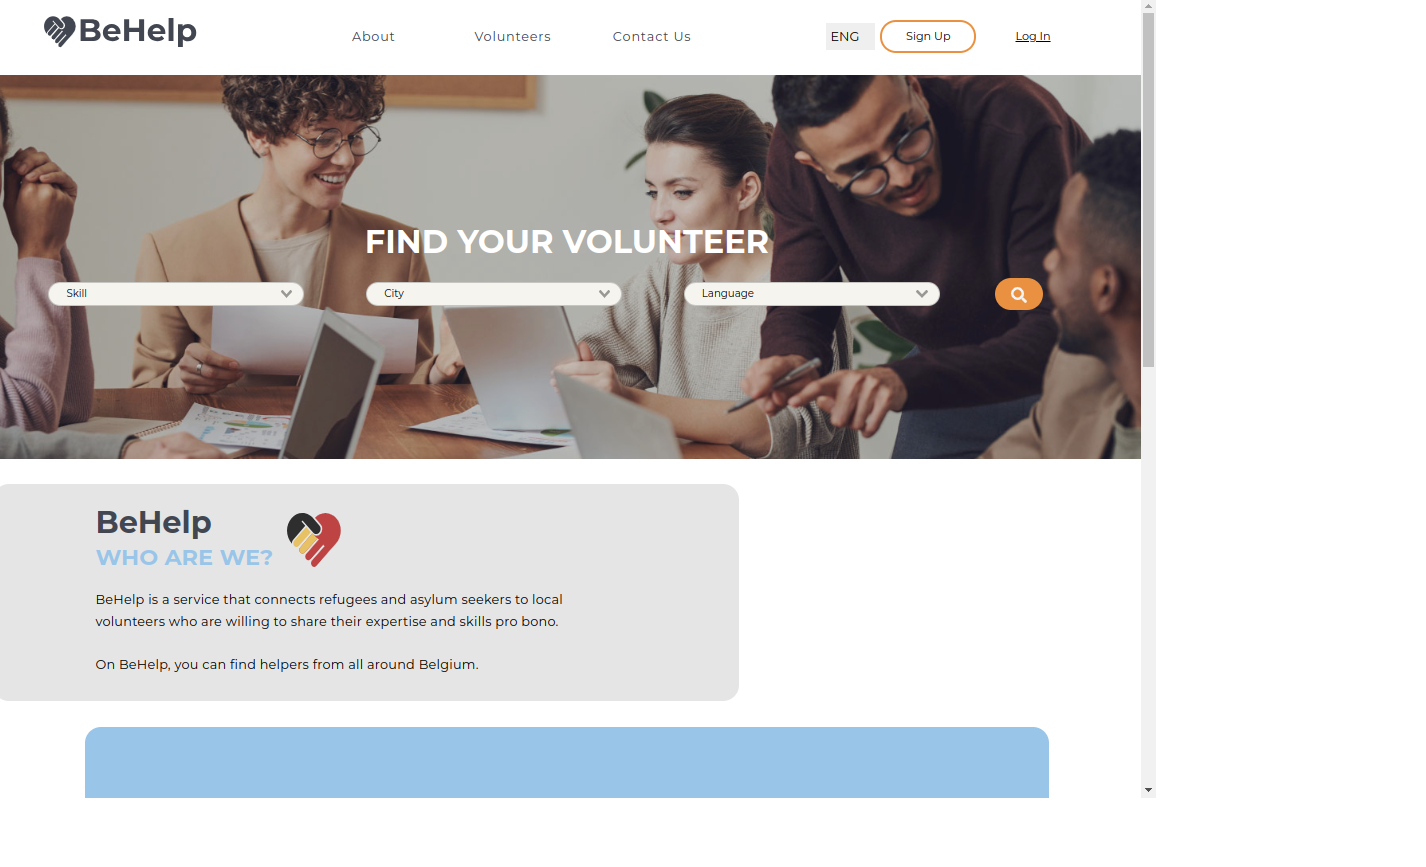 BeHelp
About
Volunteers
Contact Us
ENG
Sign Up
Log In
FIND YOUR VOLUNTEER
Skill
City
Language
BeHelp
WHO ARE WE?
BeHelp is a service that connects refugees and asylum seekers to local
volunteers who are willing to share their expertise and skills pro bono.
On BeHelp, you can find helpers from all around Belgium.